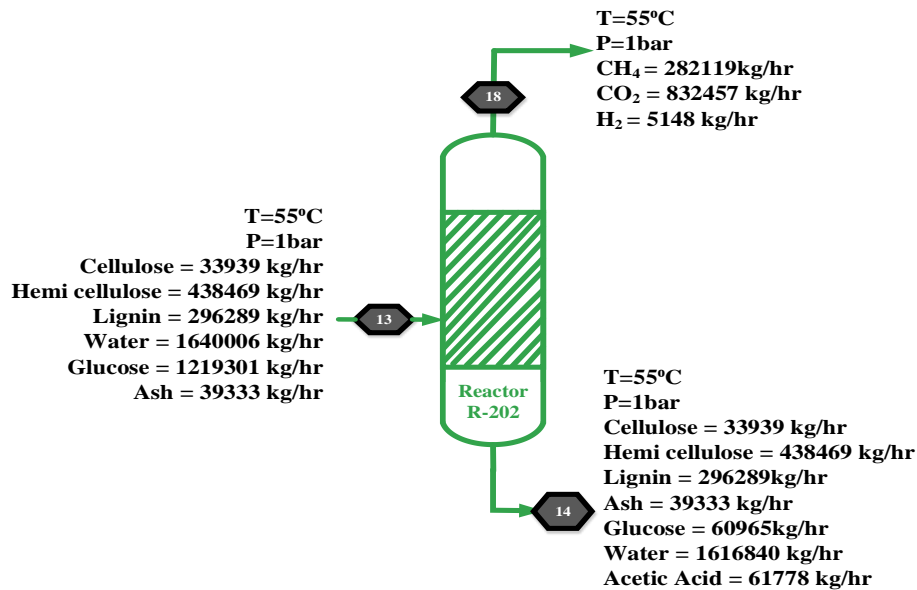 T=55ºC
P=1bar
CH₄ = 282119kg/hr
CO₂ = 832457 kg/hr
H₂ = 5148 kg/hr
18
T=55ºC
P=1bar
Cellulose = 33939 kg/hr
Hemi cellulose = 438469 kg/hr
Lignin = 296289 kg/hr
Water = 1640006 kg/hr
Glucose = 1219301 kg/hr
Ash = 39333 kg/hr
13
Reactor
R-202
14
T=55ºC
P=1bar
Cellulose = 33939 kg/hr
Hemi cellulose = 438469 kg/hr
Lignin = 296289kg/hr
Ash = 39333 kg/hr
Glucose = 60965kg/hr
Water = 1616840 kg/hr
Acetic Acid = 61778 kg/hr